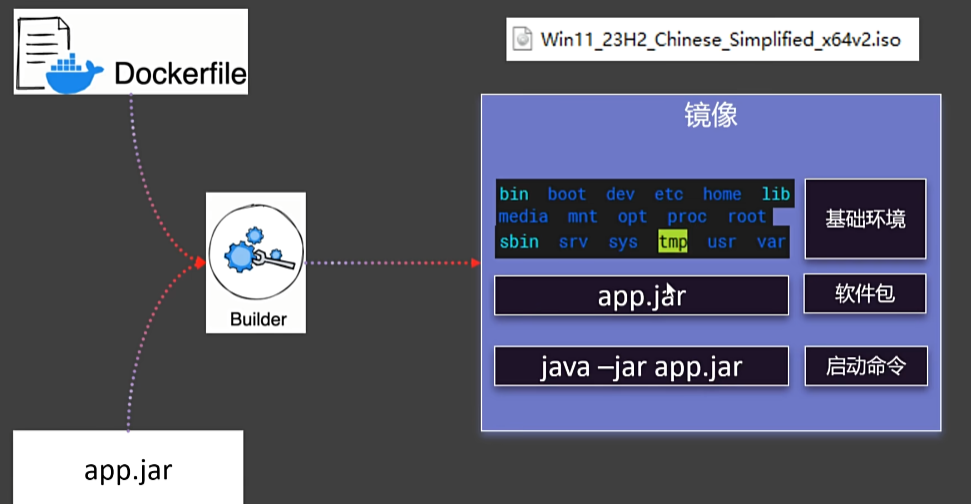 Dockerfile
Win11_23H2_Chinese_Simplified_x64v2.iso
镜像
bin boot dev etc home lib
media mnt opt proc root
sbin srv sys tmp usr var
基础环境
app.jar
软件包
java –jar app.jar
启动命令
Builder
app.jar